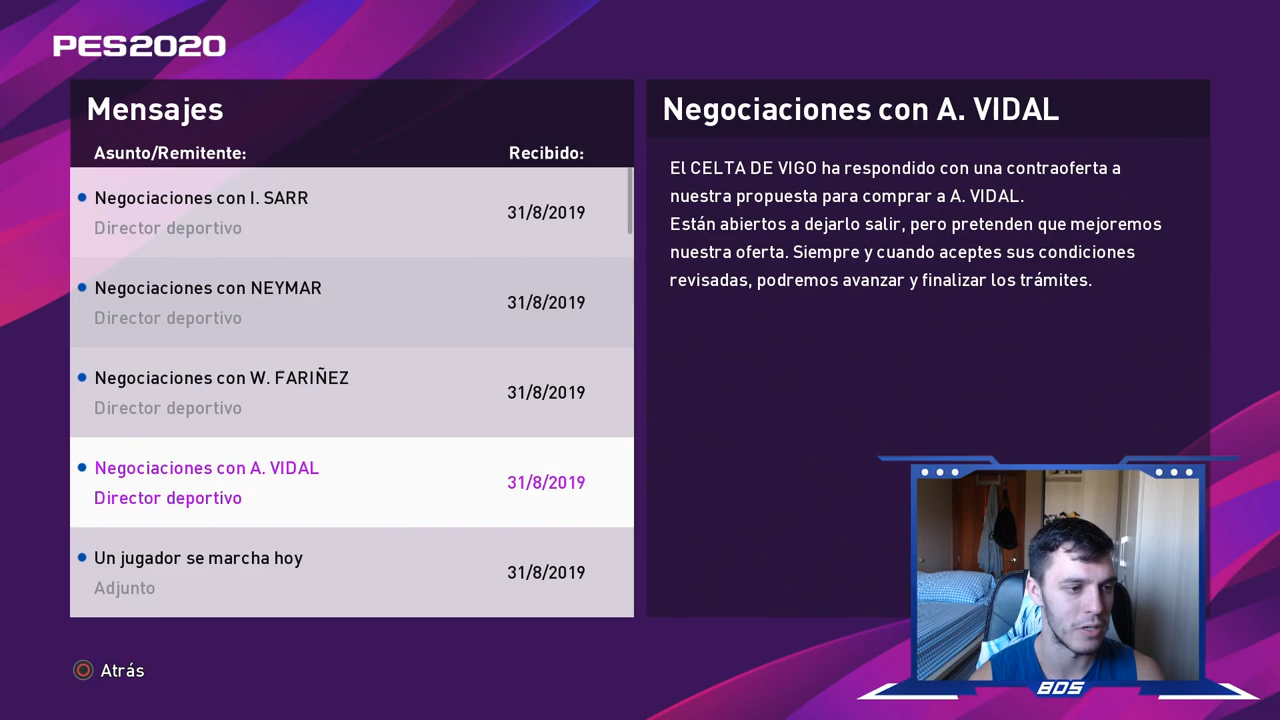 PES2020
Mensajes
Asunto/Remitente:
Recibido:
Negociaciones con I. SARR
Director deportivo
31/8/2019
Negociaciones con NEYMAR
Director deportivo
31/8/2019
Negociaciones con W. FARIÑEZ
Director deportivo
31/8/2019
Negociaciones con A. VIDAL
Director deportivo
31/8/2019
Un jugador se marcha hoy
Adjunto
31/8/2019
Negociaciones con A. VIDAL
El CELTA DE VIGO ha respondido con una contraoferta a
nuestra propuesta para comprar a A. VIDAL.
Están abiertos a dejarlo salir, pero pretenden que mejoremos
nuestra oferta. Siempre y cuando aceptes sus condiciones
revisadas, podremos avanzar y finalizar los trámites.
Atrás
BDS